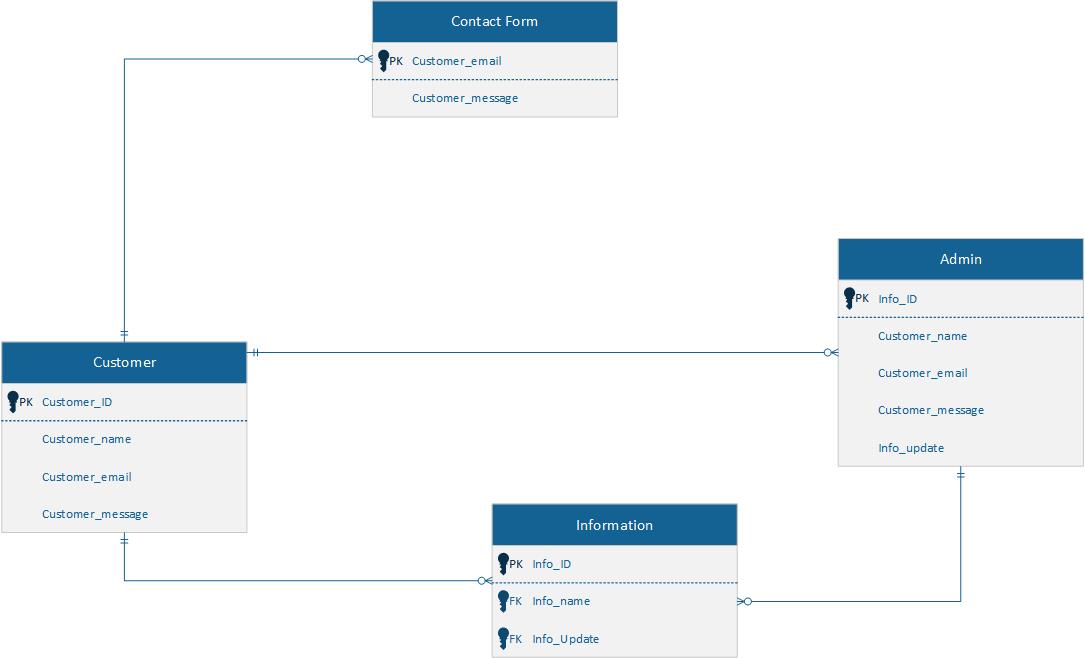 Contact Form
PK Customer_email
Customer_message
Admin
PK Info_ID
Customer_name
Customer_email
Customer_message
Info_update
Customer
PK Customer_ID
Customer_name
Customer_email
Customer_message
Information
PK Info_ID
FK Info_name
FK Info_Update